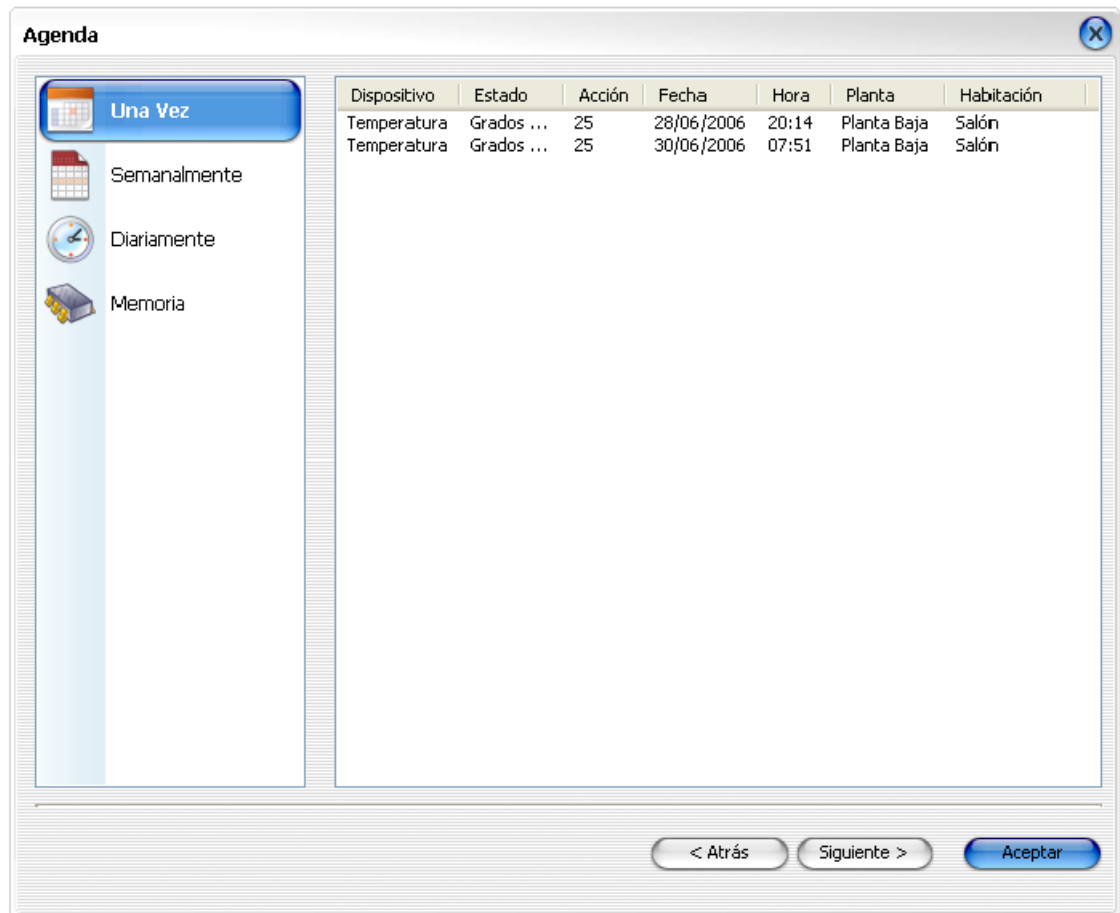 Agenda
Una Vez
Semanalmente
Diariamente
Memoria
Dispositivo Estado Acción Fecha Hora Planta Habitación
Temperatura Grados ... 25 28/06/2006 20:14 Planta Baja Salón
Temperatura Grados ... 25 30/06/2006 07:51 Planta Baja Salón
< Atrás Siguiente > Aceptar